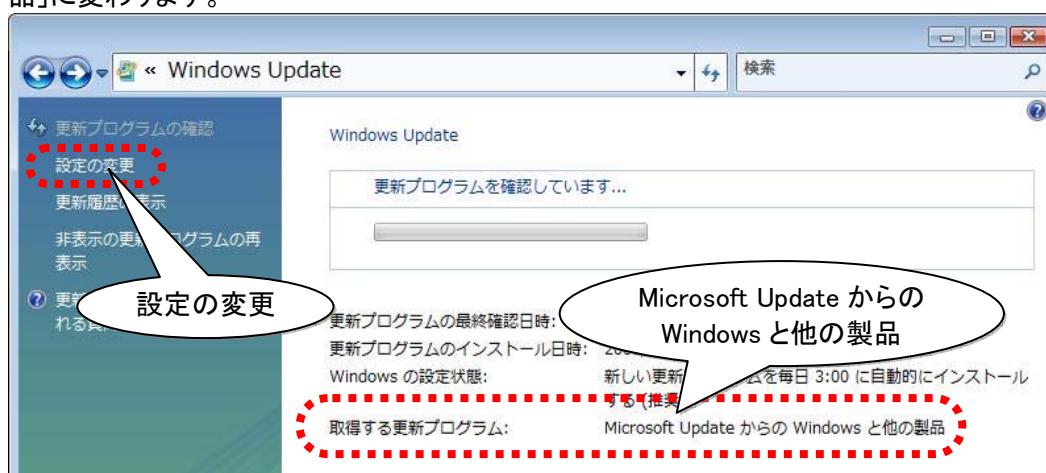 品」に変わります。
« Windows Update
検索
更新プログラムの確認
設定の変更
更新履歴の表示
非表示の更新プログラムの再
表示
Windows Update
更新プログラムを確認しています...
設定の変更
Microsoft Update からの
Windows と他の製品
更新プログラムの最終確認日時:
更新プログラムのインストール日時:
Windows の設定状態:
新しい更新 を毎日 3:00 に自動的にインストール
する (推奨
取得する更新プログラム:
Microsoft Update からの Windows と他の製品